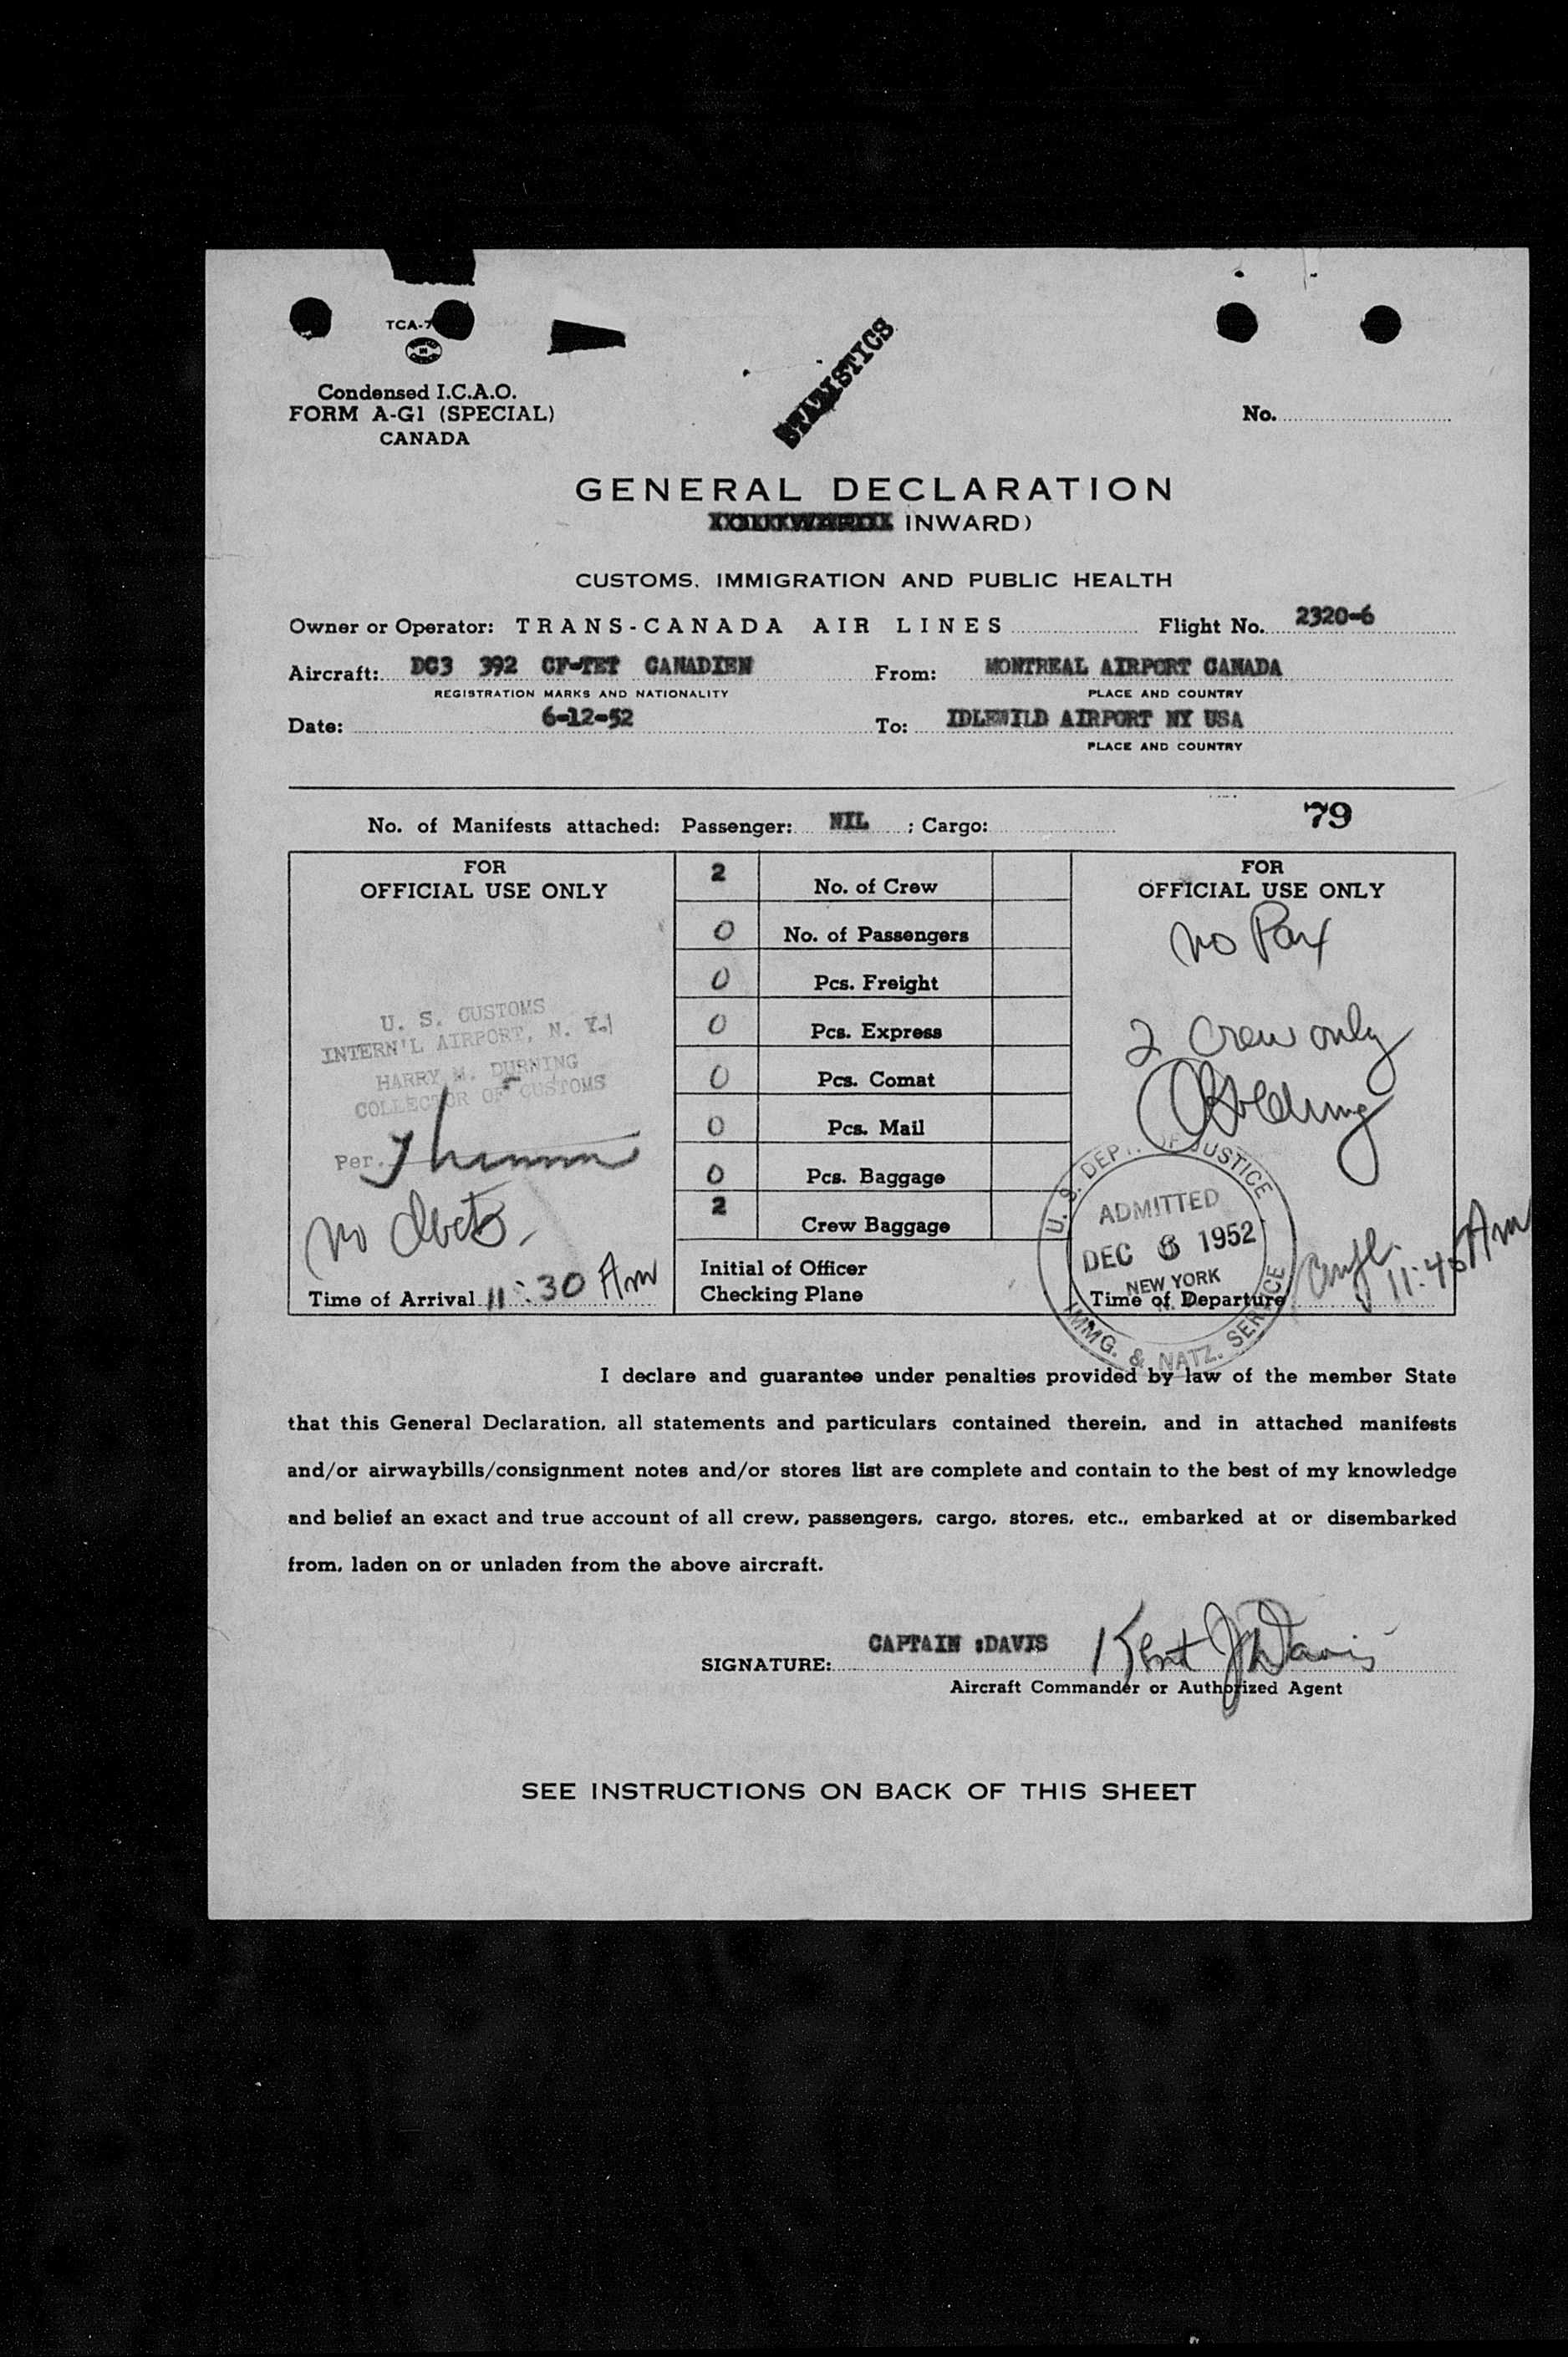 TCA-7
Condensed I.C.A.O.
FORM A-G1 (SPECIAL)
CANADA
STATISTICS
No.
GENERAL DECLARATION
INWARD)
CUSTOMS, IMMIGRATION AND PUBLIC HEALTH
Owner or Operator: TRANS-CANADA AIR LINES Flight No. 2320-6
Aircraft: DC3 392 CF-TET CANADIEN From: MONTREAL AIRPORT CANADA
REGISTRATION MARKS AND NATIONALITY PLACE AND COUNTRY
Date: 6-12-52 To: IDLEWILD AIRPORT NY USA
PLACE AND COUNTRY
No. of Manifests attached: Passenger: NIL ; Cargo: 79
FOR
OFFICIAL USE ONLY
U. S. CUSTOMS
INTERN'L AIRPORT, N. Y.
HARRY M. DURNING
COLLECTOR OF CUSTOMS
Per.
no
Time of Arrival 11:30 Am
2 No. of Crew
0 No. of Passengers
0 Pcs. Freight
0 Pcs. Express
0 Pcs. Comat
0 Pcs. Mail
0 Pcs. Baggage
2 Crew Baggage
Initial of Officer
Checking Plane
FOR
OFFICIAL USE ONLY
no Pax
2 Crew only
U. S. DEPT. OF JUSTICE
ADMITTED
DEC 6 1952
NEW YORK
IMMG. & NATZ. SERVICE
Time of Departure 11:45 Am
I declare and guarantee under penalties provided by law of the member State
that this General Declaration, all statements and particulars contained therein, and in attached manifests
and/or airwaybills/consignment notes and/or stores list are complete and contain to the best of my knowledge
and belief an exact and true account of all crew, passengers, cargo, stores, etc., embarked at or disembarked
from, laden on or unladen from the above aircraft.
SIGNATURE: CAPTAIN :DAVIS Kent J Davis
Aircraft Commander or Authorized Agent
SEE INSTRUCTIONS ON BACK OF THIS SHEET